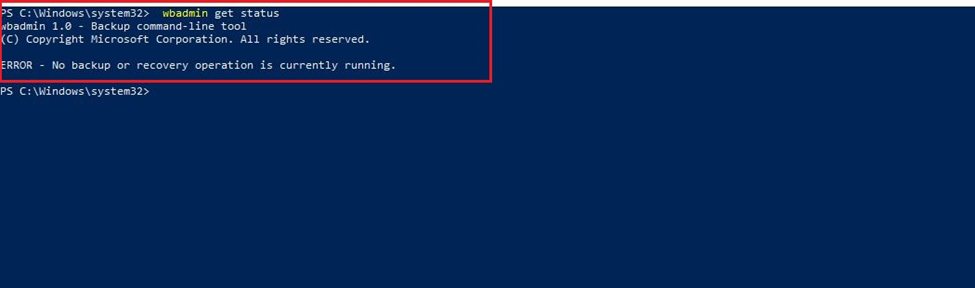 PS C:\Windows\system32>  wbadmin get status
wbadmin 1.0 - Backup command-line tool
(C) Copyright Microsoft Corporation. All rights reserved.
ERROR - No backup or recovery operation is currently running.
PS C:\Windows\system32>